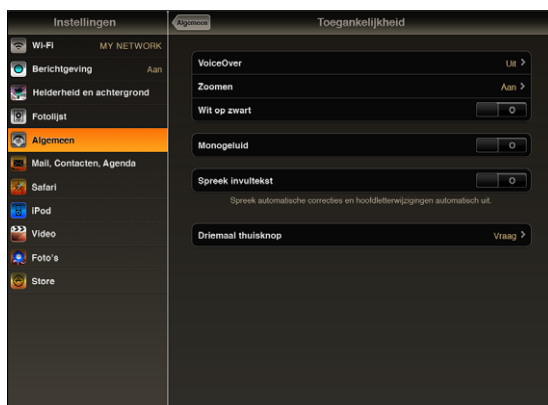 Instellingen
Wi-Fi MY NETWORK
Berichtgeving Aan
Helderheid en achtergrond
Fotolijst
Algemeen
Mail, Contacten, Agenda
Safari
iPod
Video
Foto's
Store
Algemeen
Toegankelijkheid
VoiceOver Uit
Zoomen Aan
Wit op zwart
Monogeluid
Spreek invultekst
Spreek automatische correcties en hoofdletterwijzigingen automatisch uit.
Driemaal thuisknop Vraag